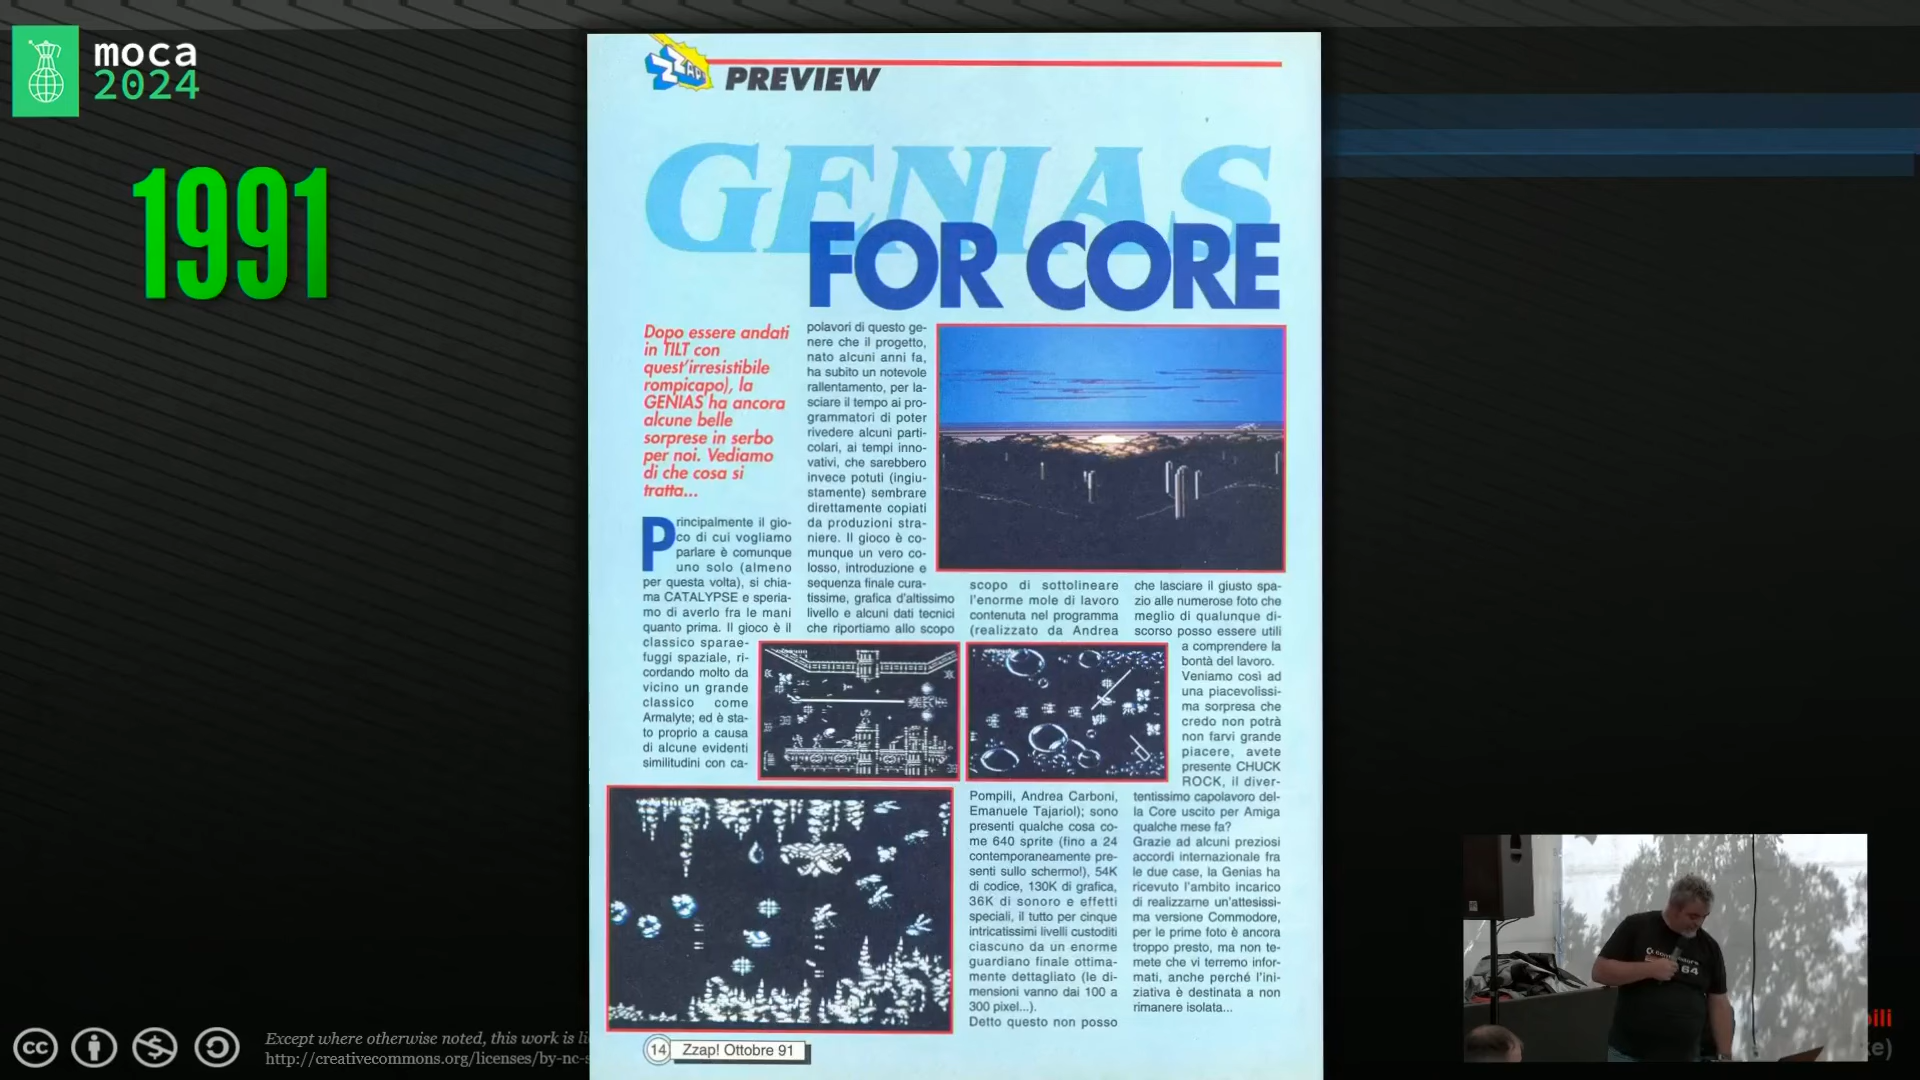 moca
2024
1991
ZZAP!
PREVIEW
GENIAS
FOR CORE
Dopo essere andati
in TILT con
quest'irresistibile
rompicapo), la
GENIAS ha ancora
alcune belle
sorprese in serbo
per noi. Vediamo
di che cosa si
tratta...
Principalmente il gio-
co di cui vogliamo
parlare è comunque
uno solo (almeno
per questa volta), si chia-
ma CATALYPSE e speria-
mo di averlo fra le mani
quanto prima. Il gioco è il
classico sparae-
fuggi spaziale, ri-
cordando molto da
vicino un grande
classico come
Armalyte; ed è sta-
to proprio a causa
di alcune evidenti
similitudini con ca-
polavori di questo ge-
nere che il progetto,
nato alcuni anni fa,
ha subito un notevole
rallentamento, per la-
sciare il tempo ai pro-
grammatori di poter
rivedere alcuni parti-
colari, ai tempi inno-
vativi, che sarebbero
invece potuti (ingiu-
stamente) sembrare
direttamente copiati
da produzioni stra-
niere. Il gioco è co-
munque un vero co-
losso, introduzione e
sequenza finale cura-
tissime, grafica d'altissimo
livello e alcuni dati tecnici
che riportiamo allo scopo
scopo di sottolineare
l'enorme mole di lavoro
contenuta nel programma
(realizzato da Andrea
Pompili, Andrea Carboni,
Emanuele Tajariol); sono
presenti qualche cosa co-
me 640 sprite (fino a 24
contemporaneamente pre-
senti sullo schermo!), 54K
di codice, 130K di grafica,
36K di sonoro e effetti
speciali, il tutto per cinque
intricatissimi livelli custoditi
ciascuno da un enorme
guardiano finale ottima-
mente dettagliato (le di-
mensioni vanno dai 100 a
300 pixel...).
Detto questo non posso
che lasciare il giusto spa-
zio alle numerose foto che
meglio di qualunque di-
scorso posso essere utili
a comprendere la
bontà del lavoro.
Veniamo così ad
una piacevolissi-
ma sorpresa che
credo non potrà
non farvi grande
piacere, avete
presente CHUCK
ROCK, il diver-
tentissimo capolavoro del-
la Core uscito per Amiga
qualche mese fa?
Grazie ad alcuni preziosi
accordi internazionale fra
le due case, la Genias ha
ricevuto l'ambito incarico
di realizzarne un'attesissi-
ma versione Commodore,
per le prime foto è ancora
troppo presto, ma non te-
mete che vi terremo infor-
mati, anche perché l'ini-
ziativa è destinata a non
rimanere isolata...
14 Zzap! Ottobre 91
Except where otherwise noted, this work is
http://creativecommons.org/licenses/by-nc-
commodore
64